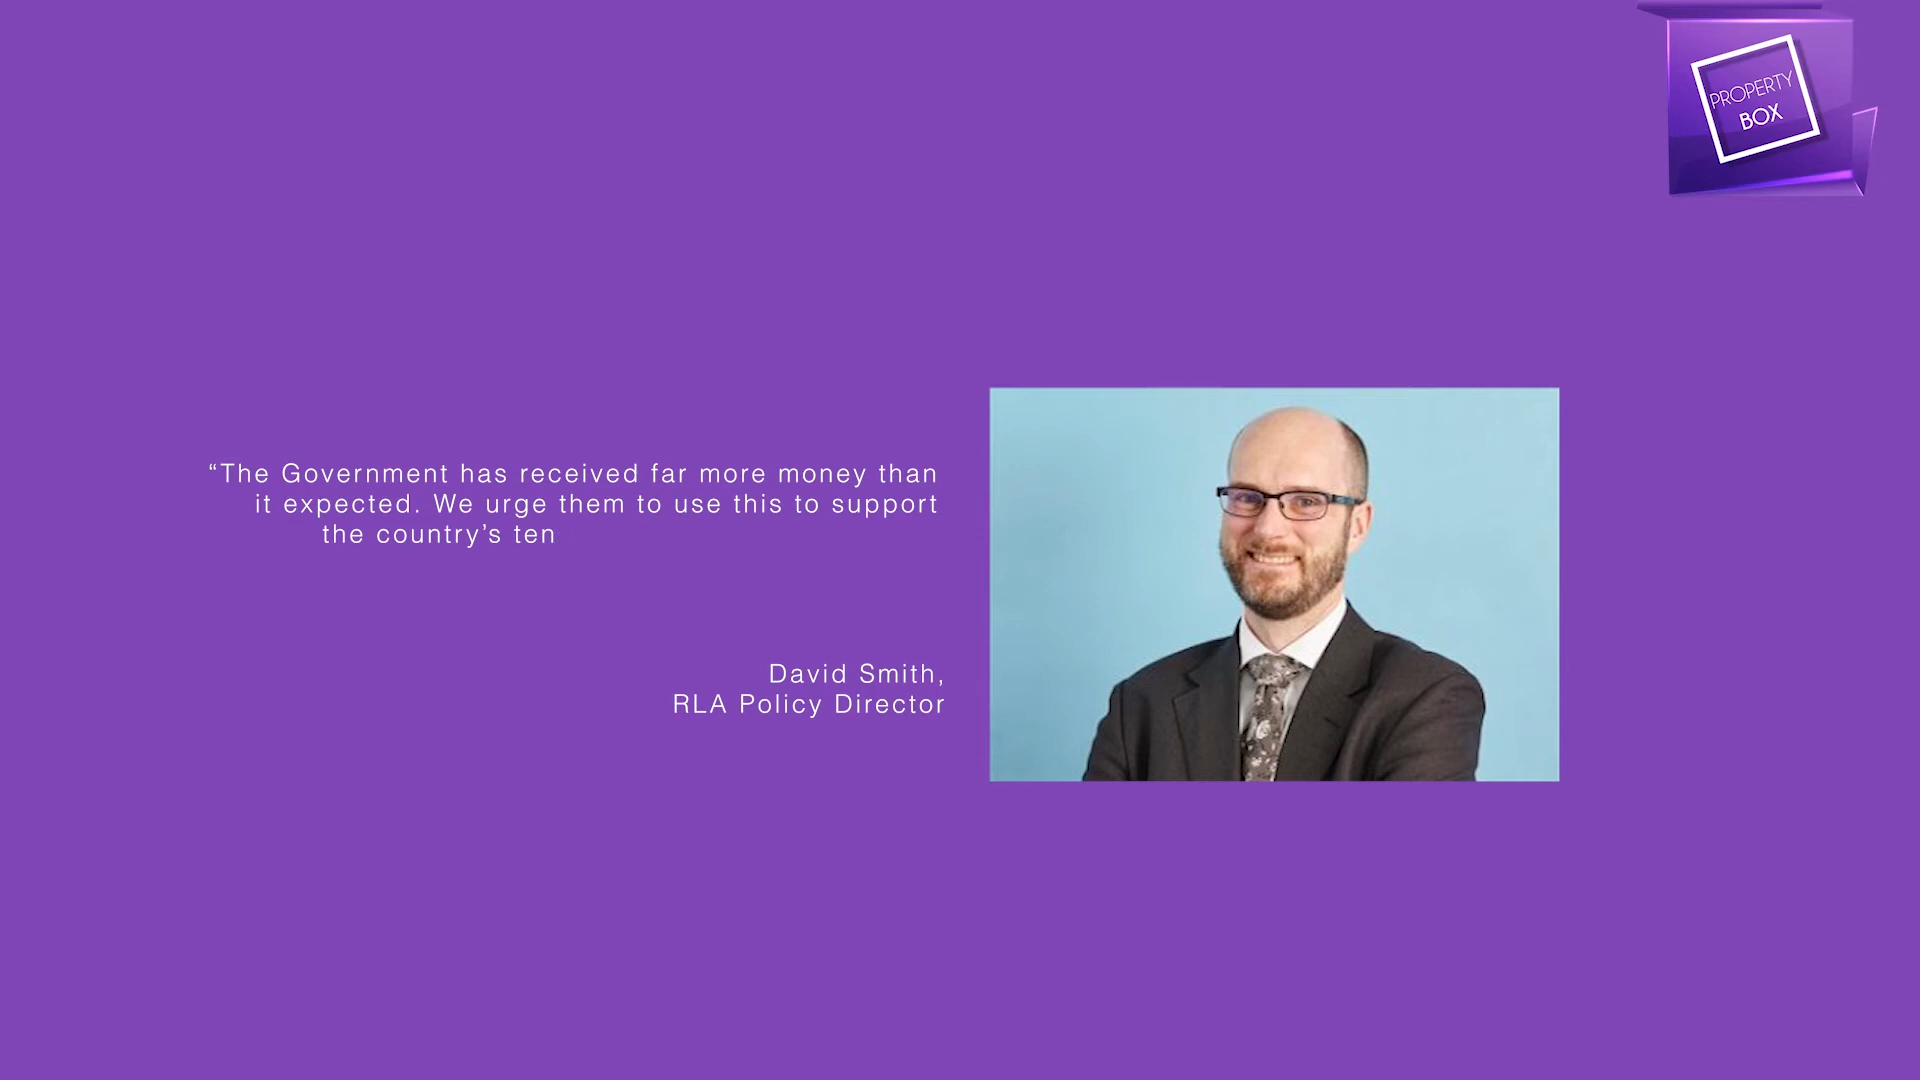 PROPERTY
BOX
“The Government has received far more money than
it expected. We urge them to use this to support
the country’s ten
David Smith,
RLA Policy Director